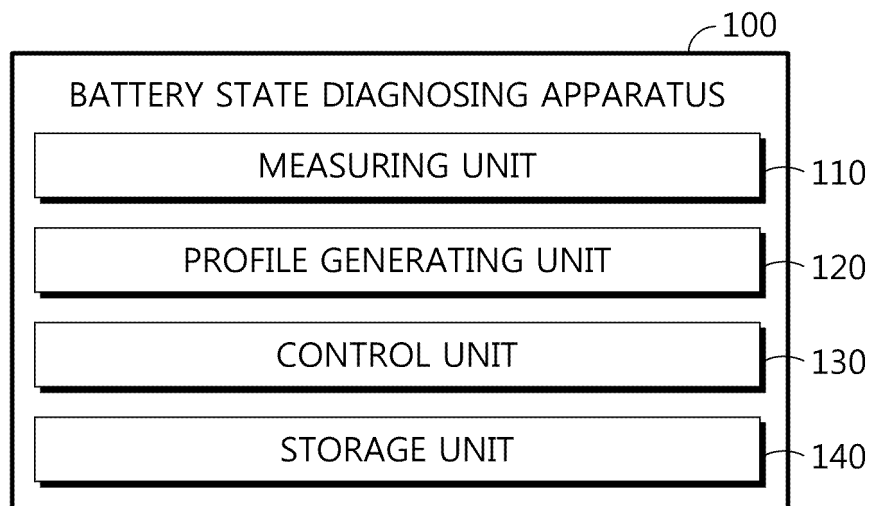 100
BATTERY STATE DIAGNOSING APPARATUS
MEASURING UNIT 110
PROFILE GENERATING UNIT 120
CONTROL UNIT 130
STORAGE UNIT 140